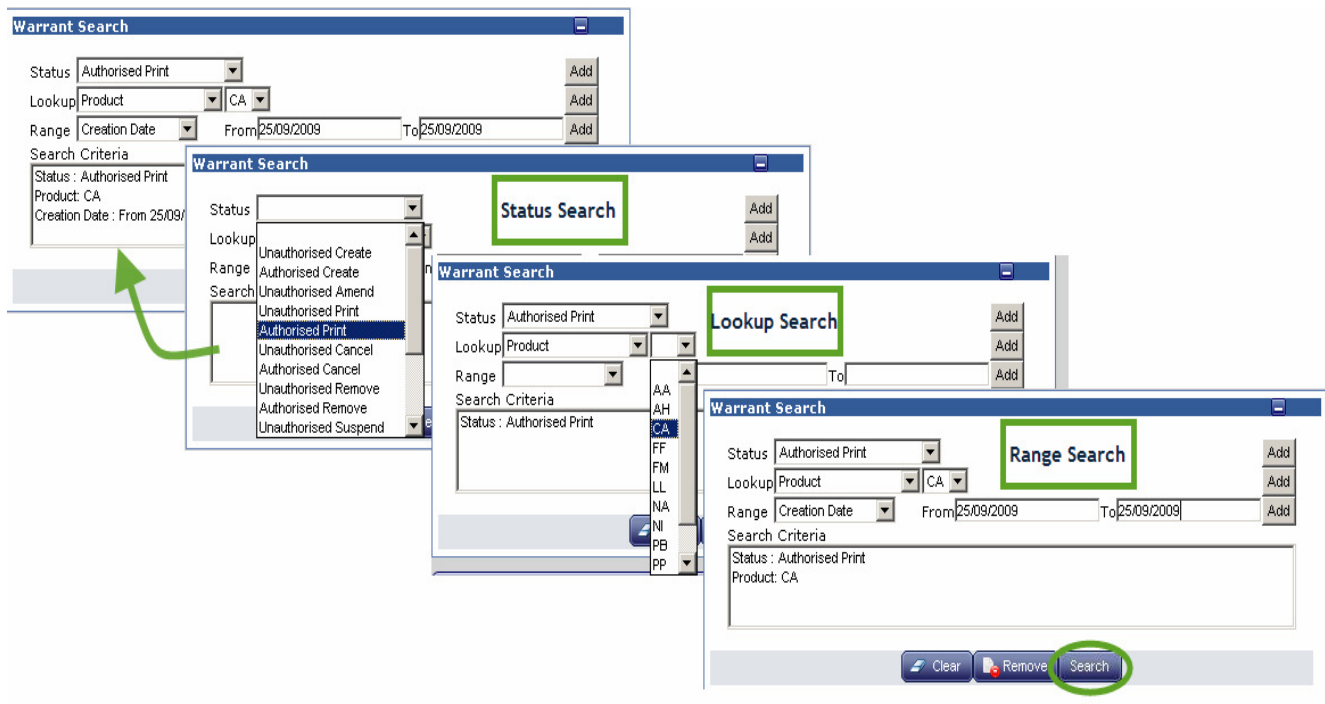 Warrant Search
Status Authorised Print Add
Lookup Product CA Add
Range Creation Date From 25/09/2009 To 25/09/2009 Add
Search Criteria
Status : Authorised Print
Product: CA
Creation Date : From 25/09/
Warrant Search
Status Search
Status Add
Lookup Add
Range
Search
Unauthorised Create
Authorised Create
Unauthorised Amend
Unauthorised Print
Authorised Print
Unauthorised Cancel
Authorised Cancel
Unauthorised Remove
Authorised Remove
Unauthorised Suspend
Warrant Search
Lookup Search
Status Authorised Print Add
Lookup Product Add
Range To Add
Search Criteria
Status : Authorised Print
AA
AH
CA
FF
FM
LL
NA
NI
PB
PP
Warrant Search
Range Search
Status Authorised Print Add
Lookup Product CA Add
Range Creation Date From 25/09/2009 To 25/09/2009 Add
Search Criteria
Status : Authorised Print
Product: CA
Clear Remove Search